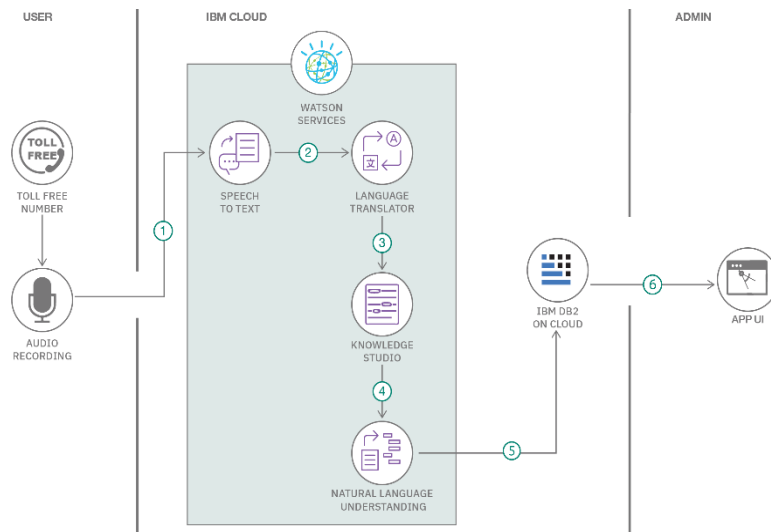 USER
IBM CLOUD
ADMIN
WATSON
SERVICES
TOLL
FREE
TOLL FREE
NUMBER
1
SPEECH
TO TEXT
2
A
文
LANGUAGE
TRANSLATOR
3
AUDIO
RECORDING
KNOWLEDGE
STUDIO
4
NATURAL LANGUAGE
UNDERSTANDING
5
IBM DB2
ON CLOUD
6
APP UI